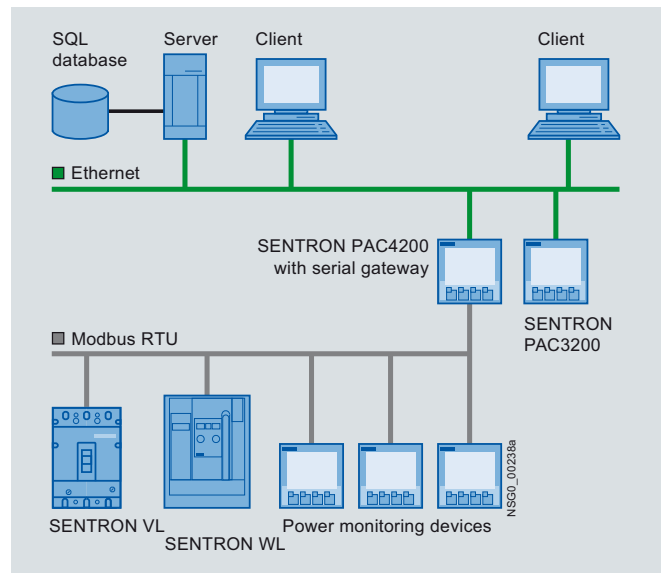 SQL
database
Server
Client
Client
Ethernet
SENTRON PAC4200
with serial gateway
SENTRON
PAC3200
Modbus RTU
SENTRON VL
SENTRON WL
Power monitoring devices
NSG0_00238a